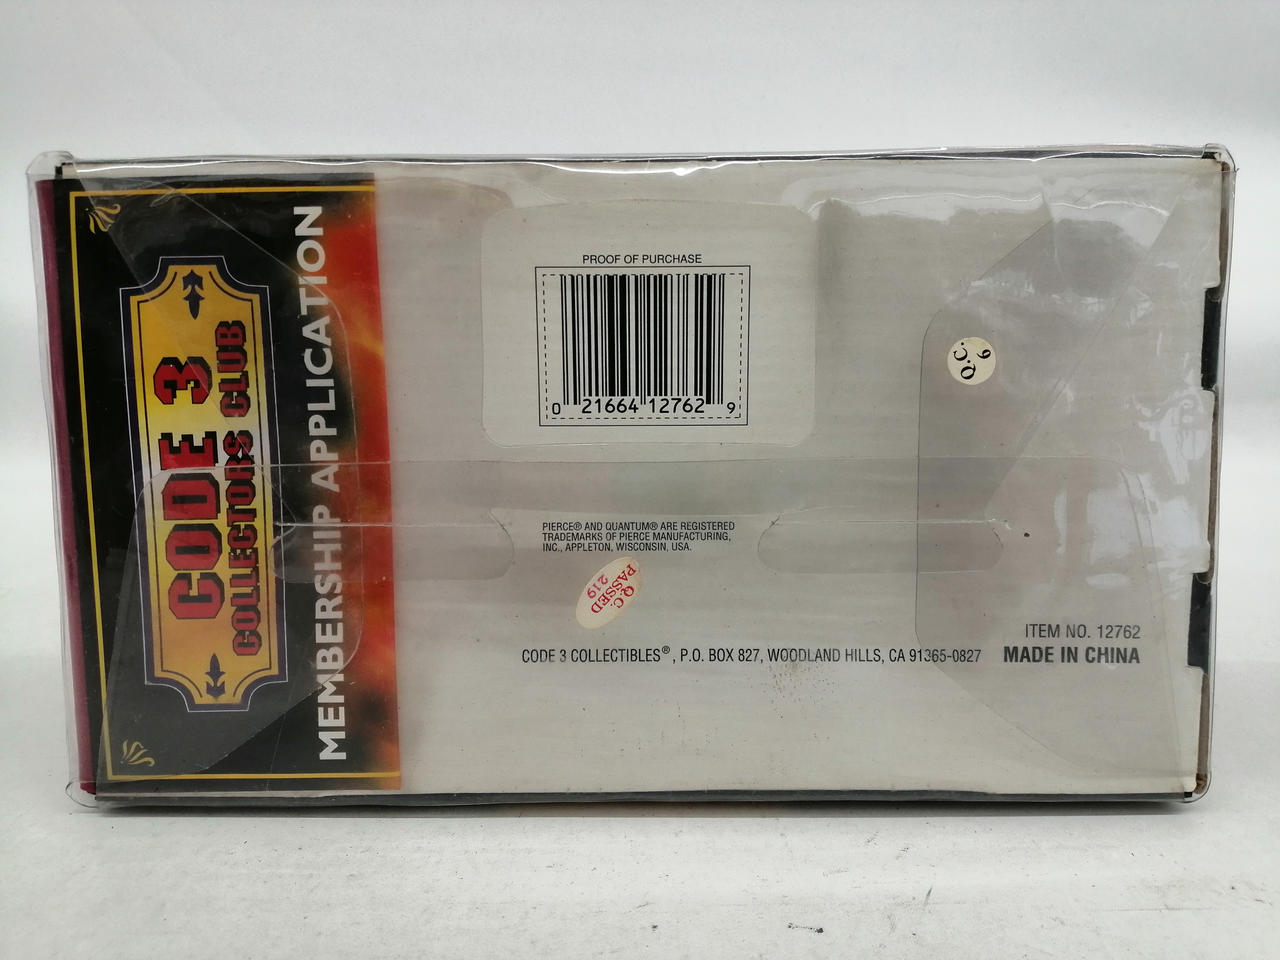 CODE 3
COLLECTORS CLUB
MEMBERSHIP APPLICATION
PROOF OF PURCHASE
0 21664 12762 9
Q.C.
9
PIERCE® AND QUANTUM® ARE REGISTERED
TRADEMARKS OF PIERCE MANUFACTURING,
INC., APPLETON, WISCONSIN, USA.
Q.C.
PASSED
219
CODE 3 COLLECTIBLES®, P.O. BOX 827, WOODLAND HILLS, CA 91365-0827
ITEM NO. 12762
MADE IN CHINA